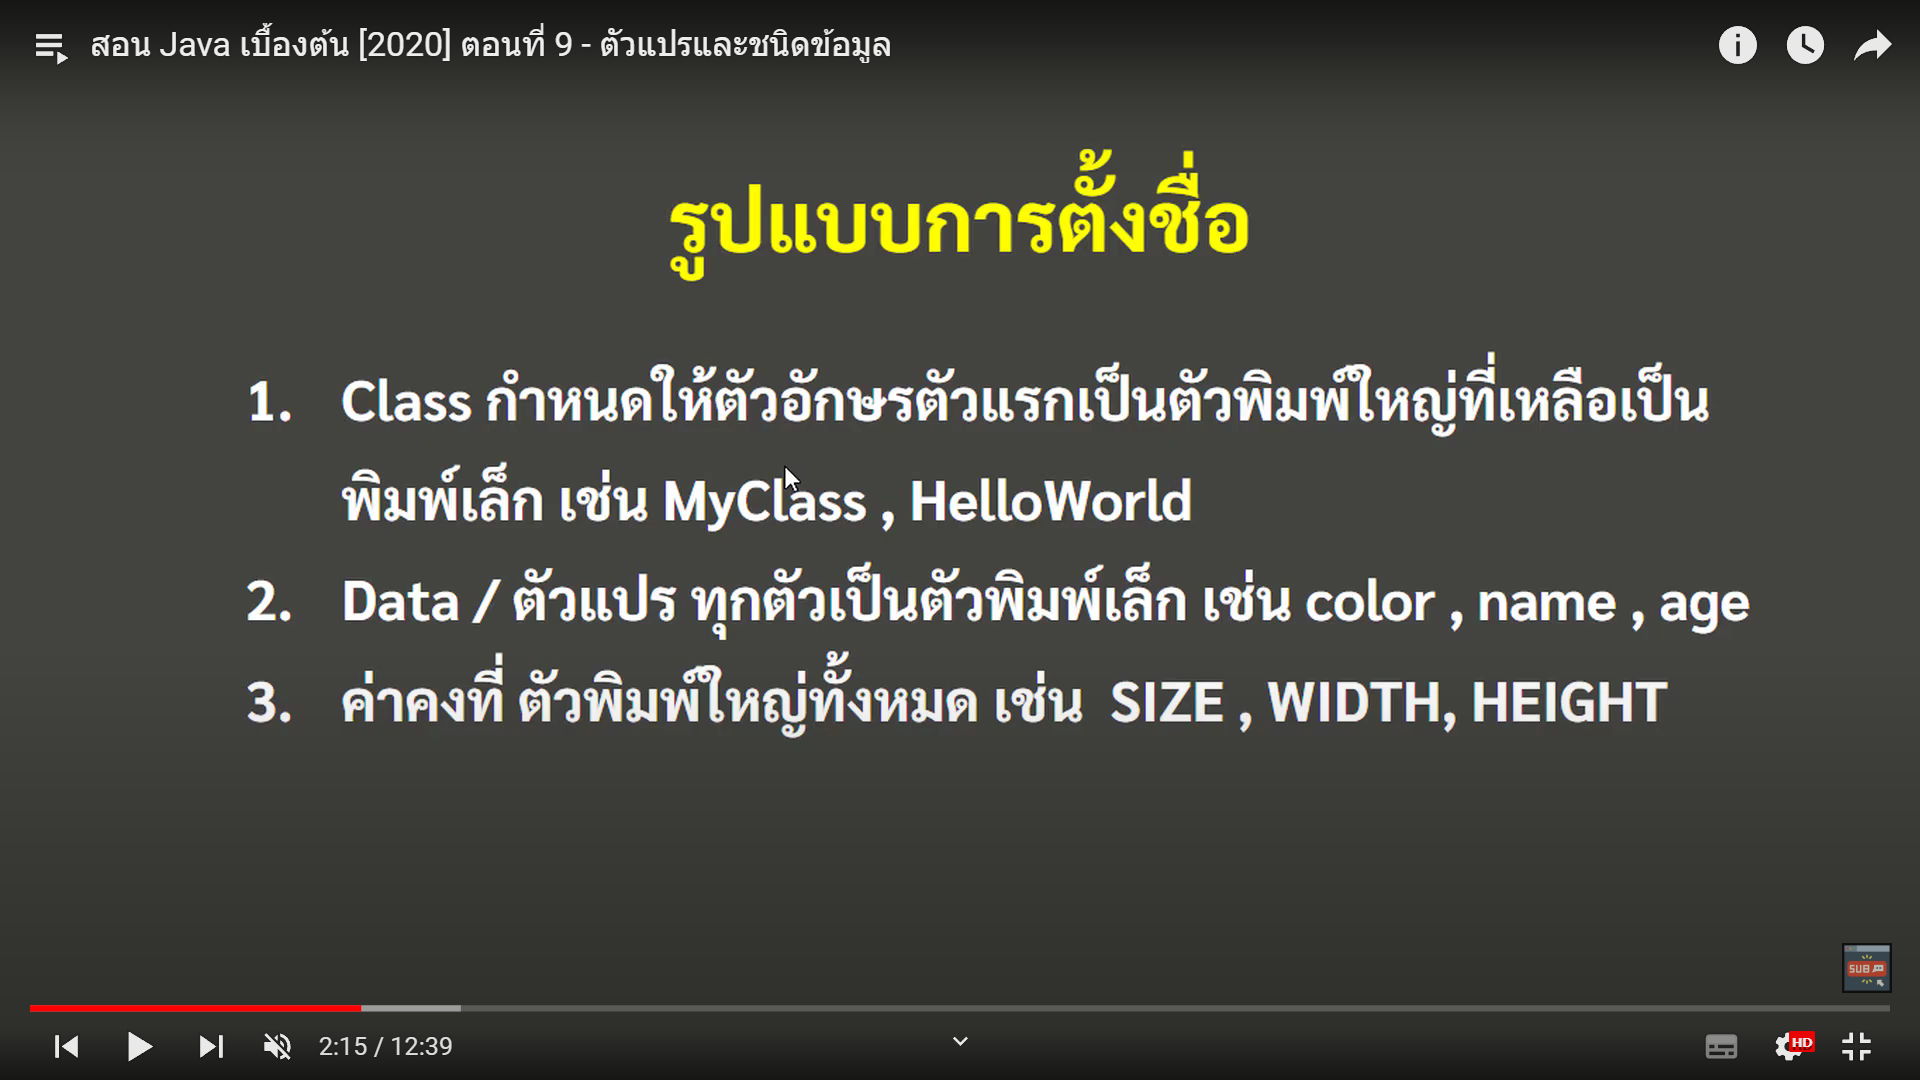 สอน Java เบื้องต้น [2020] ตอนที่ 9 - ตัวแปรและชนิดข้อมูล
รูปแบบการตั้งชื่อ
1. Class กำหนดให้ตัวอักษรตัวแรกเป็นตัวพิมพ์ใหญ่ที่เหลือเป็น
พิมพ์เล็ก เช่น MyClass , HelloWorld
2. Data / ตัวแปร ทุกตัวเป็นตัวพิมพ์เล็ก เช่น color , name , age
3. ค่าคงที่ ตัวพิมพ์ใหญ่ทั้งหมด เช่น SIZE , WIDTH, HEIGHT
SUB
2:15 / 12:39
HD